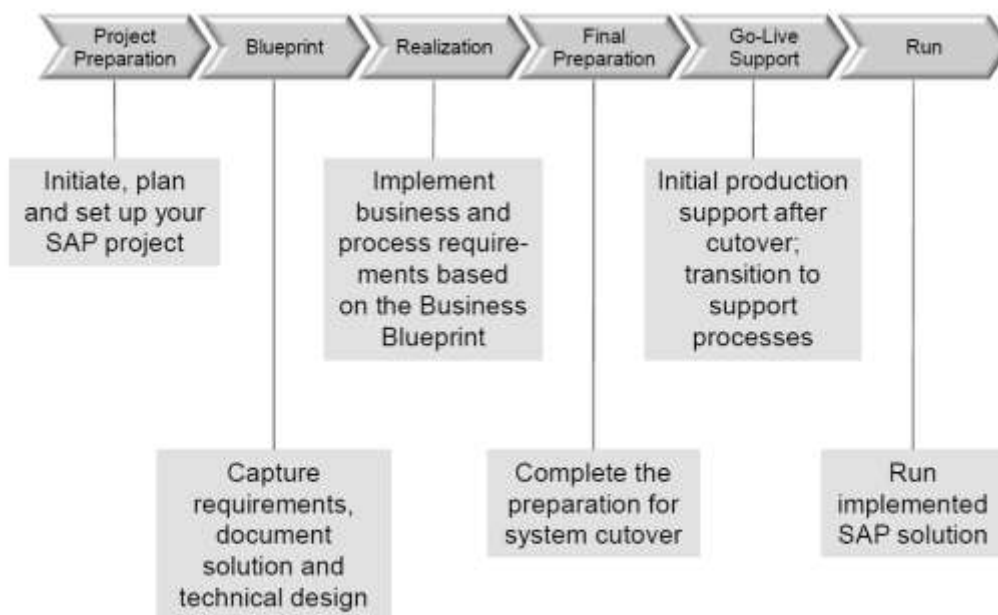 Project
Preparation
Blueprint
Realization
Final
Preparation
Go-Live
Support
Run
Initiate, plan
and set up your
SAP project
Implement
business and
process require-
ments based
on the Business
Blueprint
Initial production
support after
cutover;
transition to
support
processes
Capture
requirements,
document
solution and
technical design
Complete the
preparation for
system cutover
Run
implemented
SAP solution